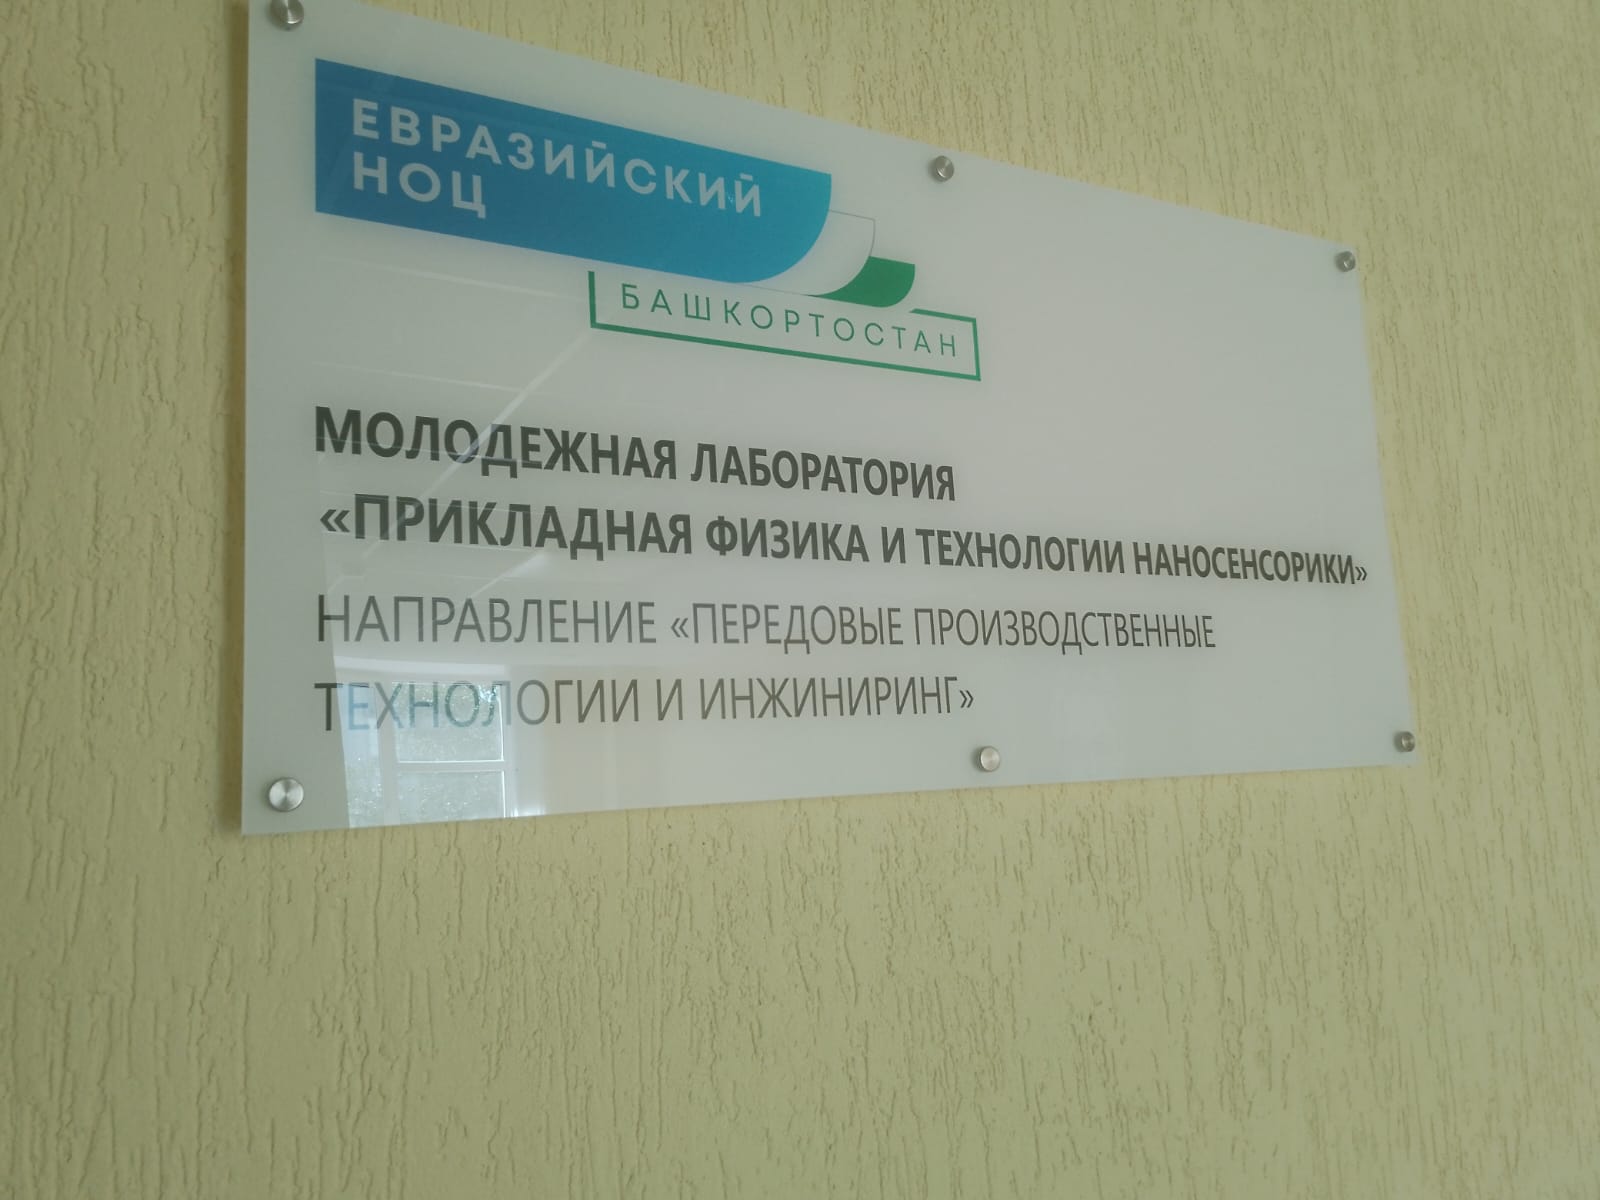 ЕВРАЗИЙСКИЙ
НОЦ
БАШКОРТОСТАН
МОЛОДЕЖНАЯ ЛАБОРАТОРИЯ
«ПРИКЛАДНАЯ ФИЗИКА И ТЕХНОЛОГИИ НАНОСЕНСОРИКИ»
НАПРАВЛЕНИЕ «ПЕРЕДОВЫЕ ПРОИЗВОДСТВЕННЫЕ
ТЕХНОЛОГИИ И ИНЖИНИРИНГ»